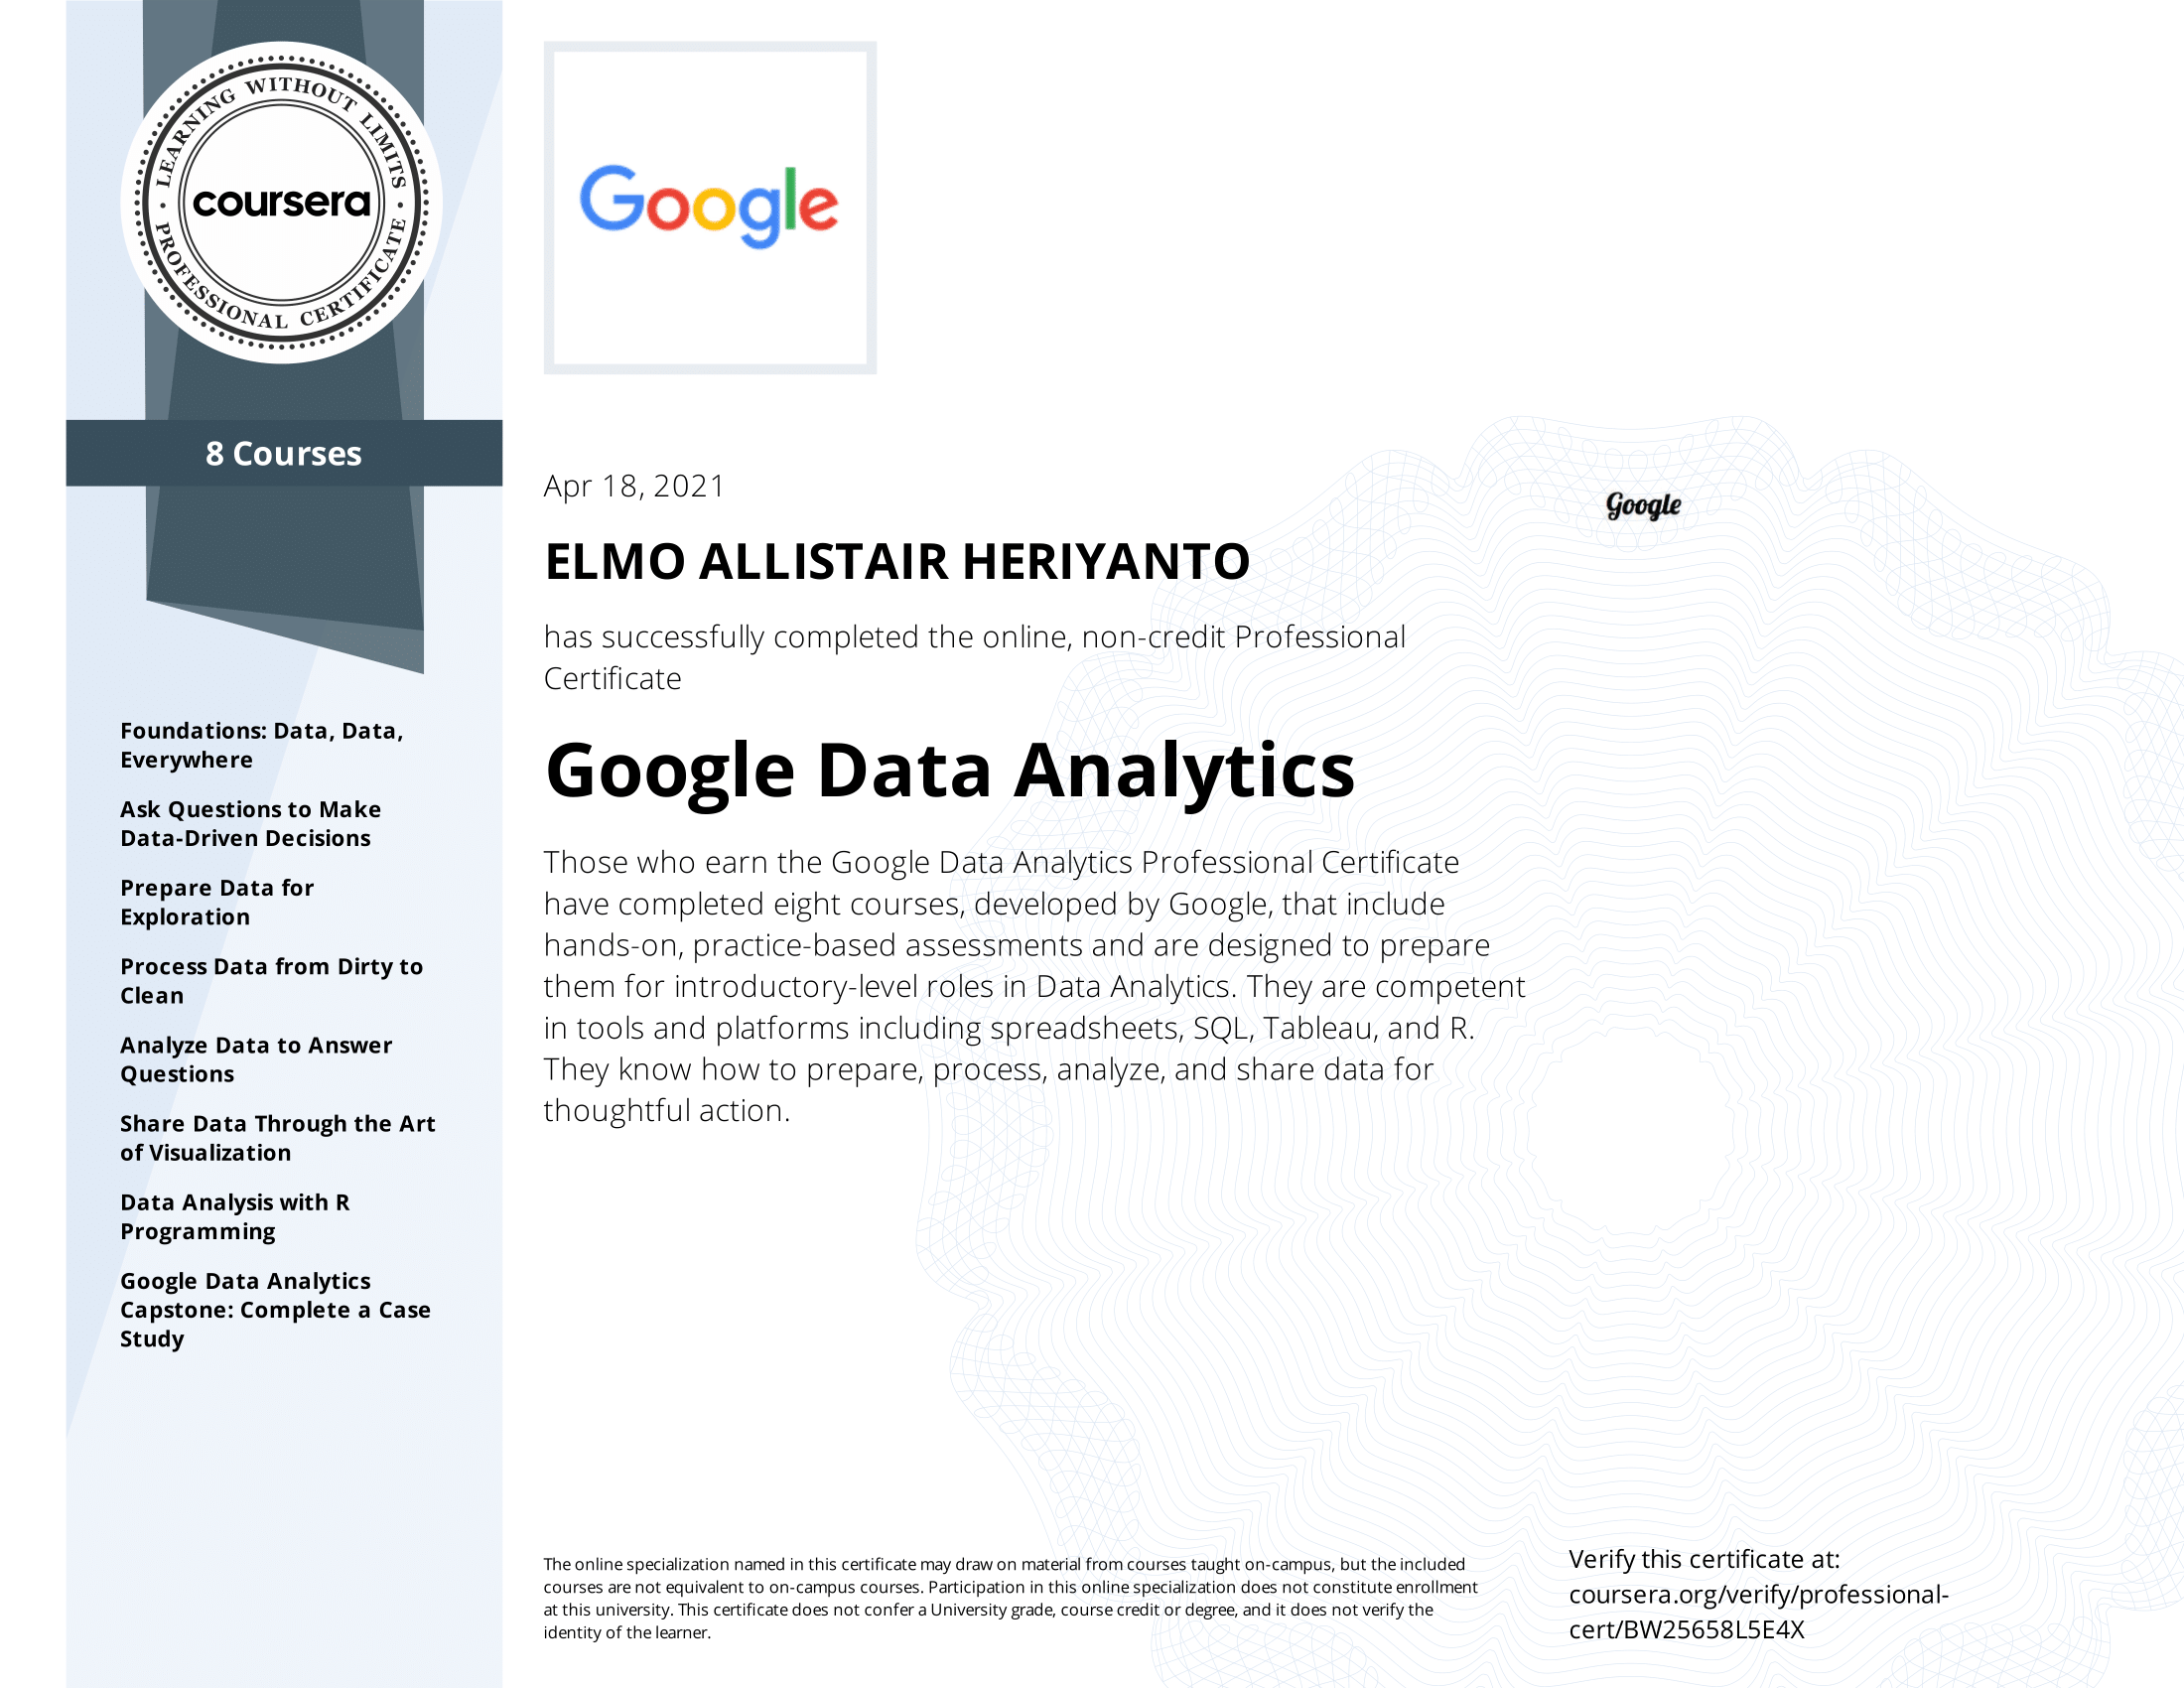 LEARNING WITHOUT LIMITS
coursera
PROFESSIONAL CERTIFICATE
8 Courses
Foundations: Data, Data,
Everywhere
Ask Questions to Make
Data-Driven Decisions
Prepare Data for
Exploration
Process Data from Dirty to
Clean
Analyze Data to Answer
Questions
Share Data Through the Art
of Visualization
Data Analysis with R
Programming
Google Data Analytics
Capstone: Complete a Case
Study
Google
Apr 18, 2021
Google
ELMO ALLISTAIR HERIYANTO
has successfully completed the online, non-credit Professional
Certificate
Google Data Analytics
Those who earn the Google Data Analytics Professional Certificate
have completed eight courses, developed by Google, that include
hands-on, practice-based assessments and are designed to prepare
them for introductory-level roles in Data Analytics. They are competent
in tools and platforms including spreadsheets, SQL, Tableau, and R.
They know how to prepare, process, analyze, and share data for
thoughtful action.
The online specialization named in this certificate may draw on material from courses taught on-campus, but the included
courses are not equivalent to on-campus courses. Participation in this online specialization does not constitute enrollment
at this university. This certificate does not confer a University grade, course credit or degree, and it does not verify the
identity of the learner.
Verify this certificate at:
coursera.org/verify/professional-
cert/BW25658L5E4X